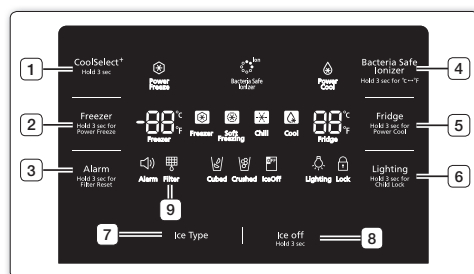 CoolSelect+
Hold 3 sec
Power
Freeze
Ion
Bacteria Safe
Ionizer
Power
Cool
Bacteria Safe
Ionizer
Hold 3 sec for °C↔°F
1
4
Freezer
Hold 3 sec for
Power Freeze
-88 °C °F
Freezer
Freezer
Soft
Freezing
Chill
Cool
88 °C °F
Fridge
Fridge
Hold 3 sec for
Power Cool
2
5
Alarm
Hold 3 sec for
Filter Reset
Alarm
Filter
Cubed
Crushed
IceOff
Lighting
Lock
Lighting
Hold 3 sec for
Child Lock
3
6
9
7
Ice Type
Ice off
Hold 3 sec
8